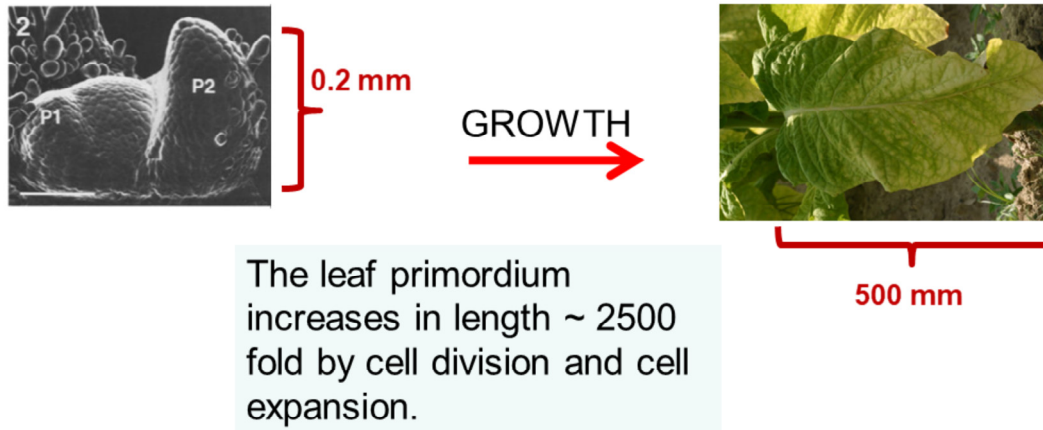 2
P1
P2
0.2 mm
GROWTH
500 mm
The leaf primordium
increases in length ~ 2500
fold by cell division and cell
expansion.